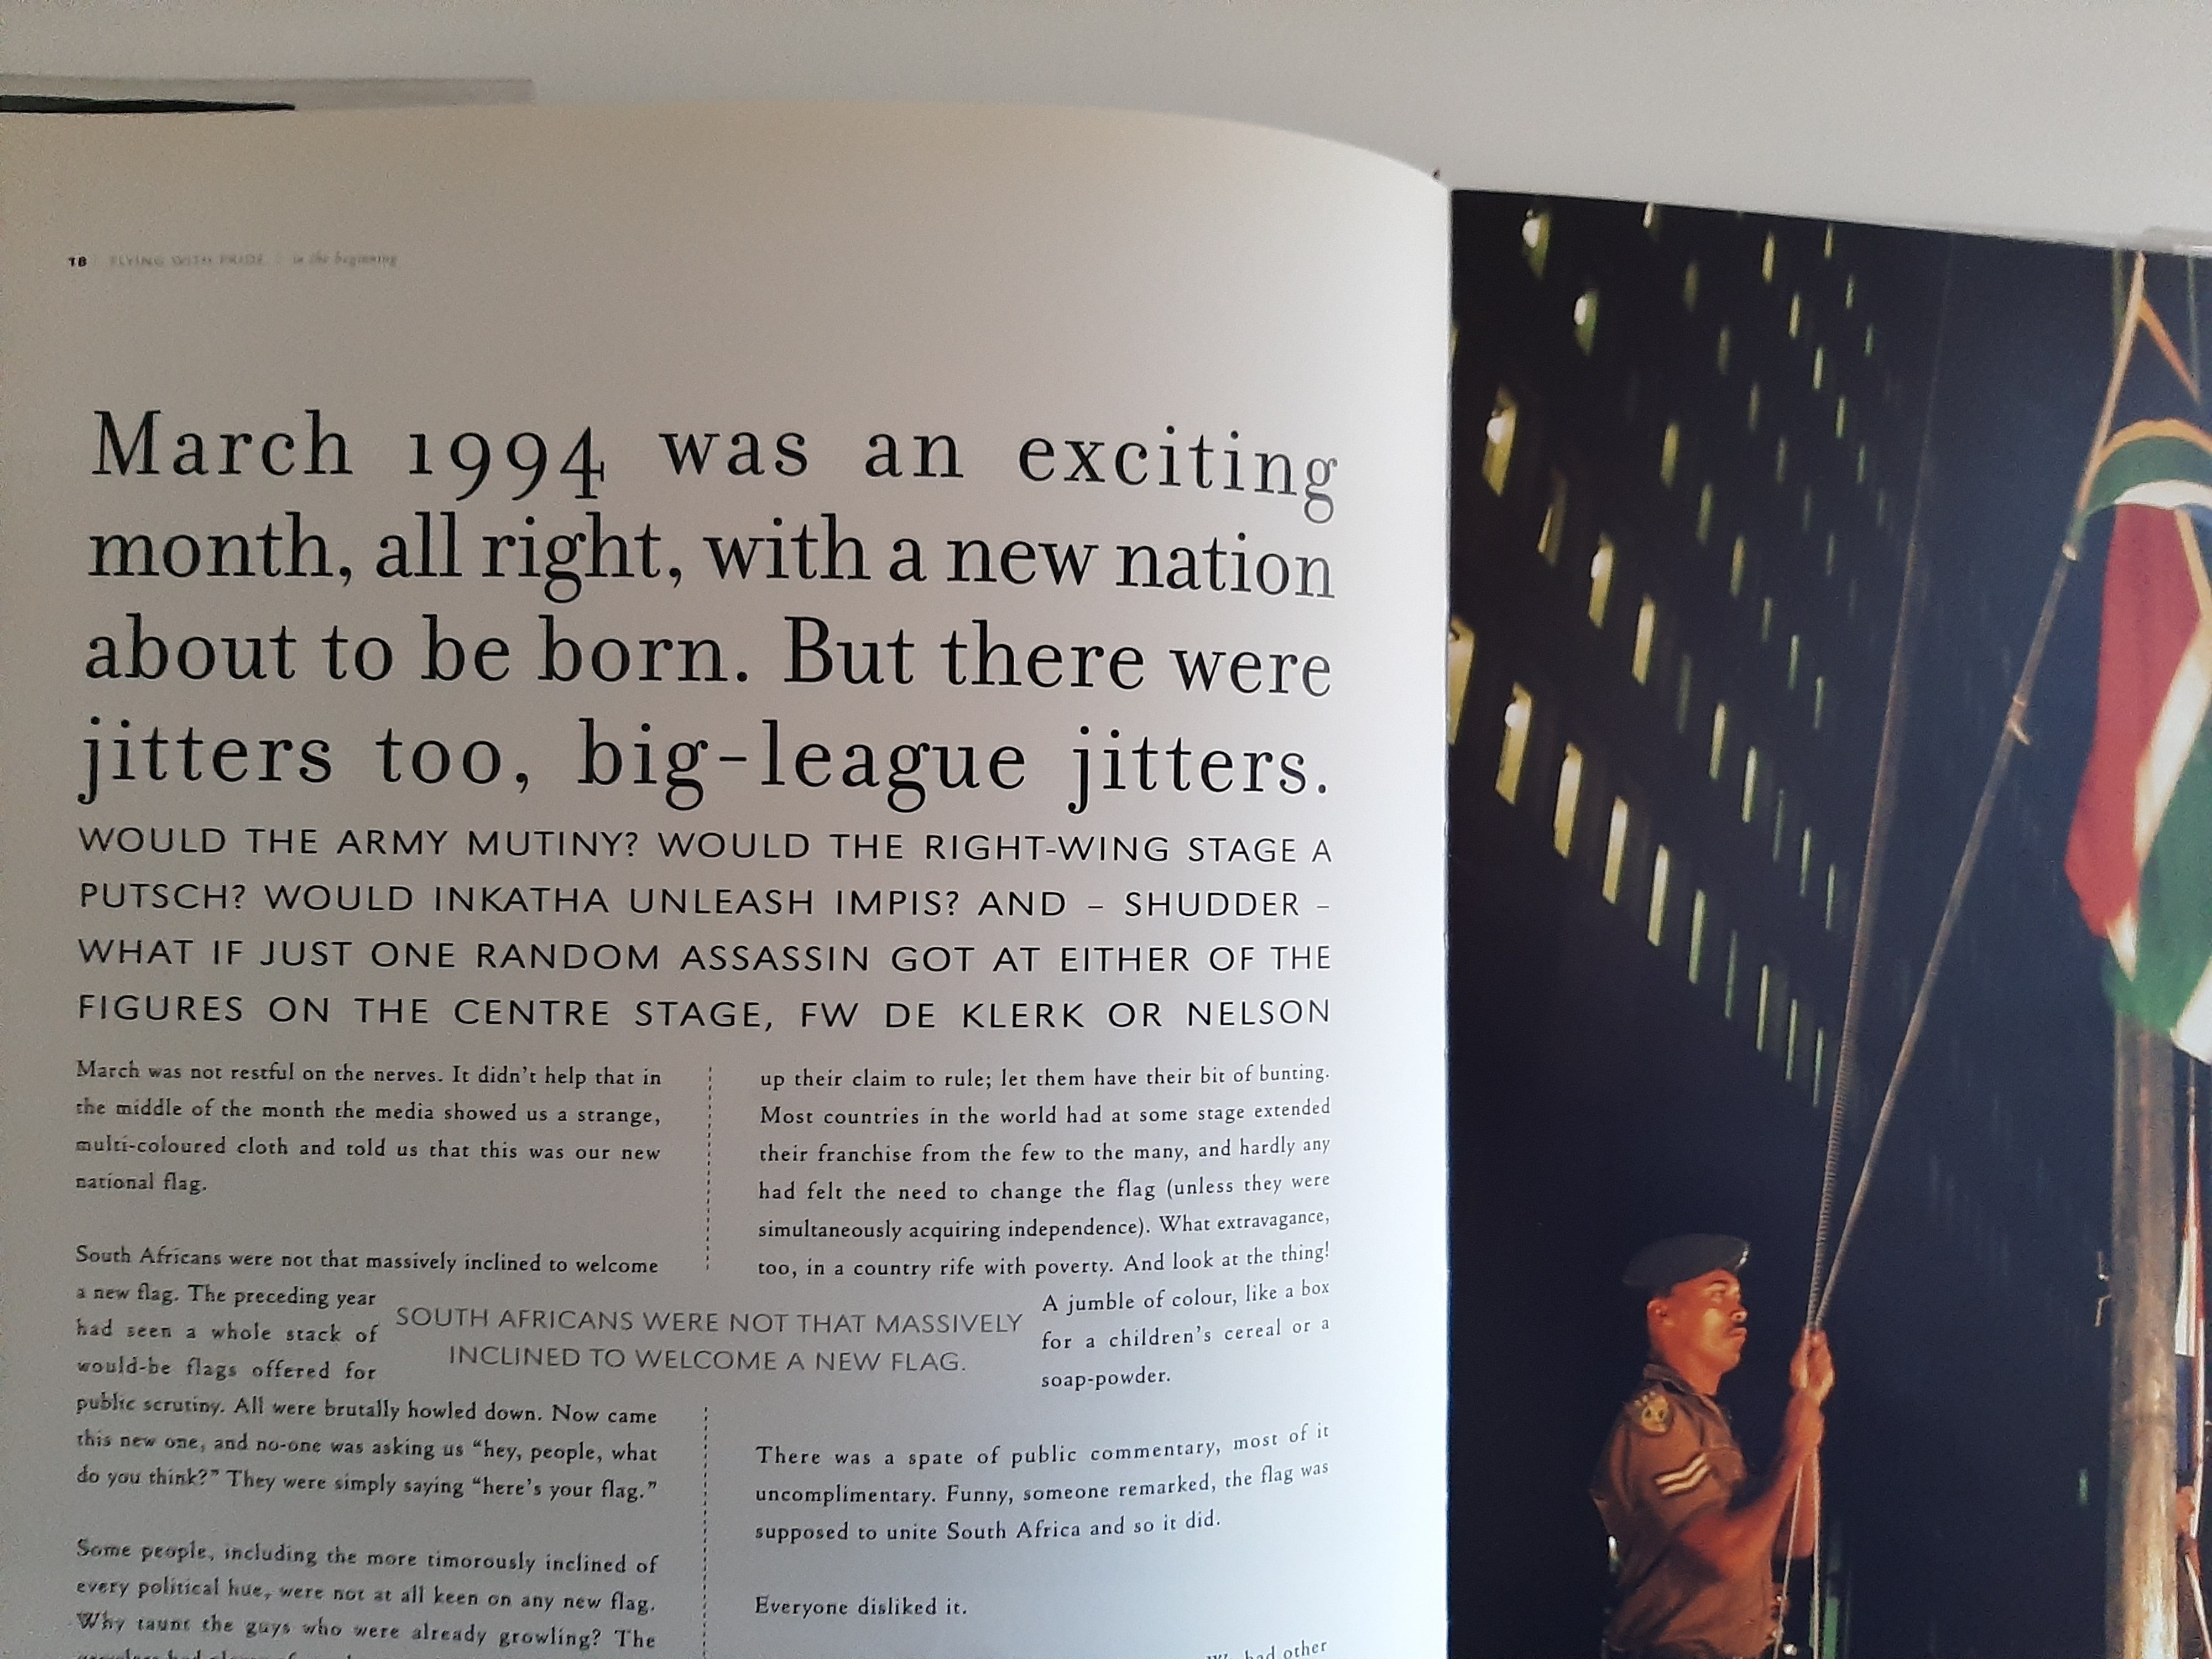 18 FLYING WITH PRIDE in the beginning
March 1994 was an exciting
month, all right, with a new nation
about to be born. But there were
jitters too, big-league jitters.
WOULD THE ARMY MUTINY? WOULD THE RIGHT-WING STAGE A
PUTSCH? WOULD INKATHA UNLEASH IMPIS? AND – SHUDDER –
WHAT IF JUST ONE RANDOM ASSASSIN GOT AT EITHER OF THE
FIGURES ON THE CENTRE STAGE, FW DE KLERK OR NELSON
March was not restful on the nerves. It didn't help that in
the middle of the month the media showed us a strange,
multi-coloured cloth and told us that this was our new
national flag.
South Africans were not that massively inclined to welcome
a new flag. The preceding year
had seen a whole stack of
would-be flags offered for
public scrutiny. All were brutally howled down. Now came
this new one, and no-one was asking us “hey, people, what
do you think?” They were simply saying “here's your flag.”
Some people, including the more timorously inclined of
every political hue, were not at all keen on any new flag.
Why taunt the guys who were already growling? The
SOUTH AFRICANS WERE NOT THAT MASSIVELY
INCLINED TO WELCOME A NEW FLAG.
up their claim to rule; let them have their bit of bunting.
Most countries in the world had at some stage extended
their franchise from the few to the many, and hardly any
had felt the need to change the flag (unless they were
simultaneously acquiring independence). What extravagance,
too, in a country rife with poverty. And look at the thing!
A jumble of colour, like a box
for a children's cereal or a
soap-powder.
There was a spate of public commentary, most of it
uncomplimentary. Funny, someone remarked, the flag was
supposed to unite South Africa and so it did.
Everyone disliked it.
had other